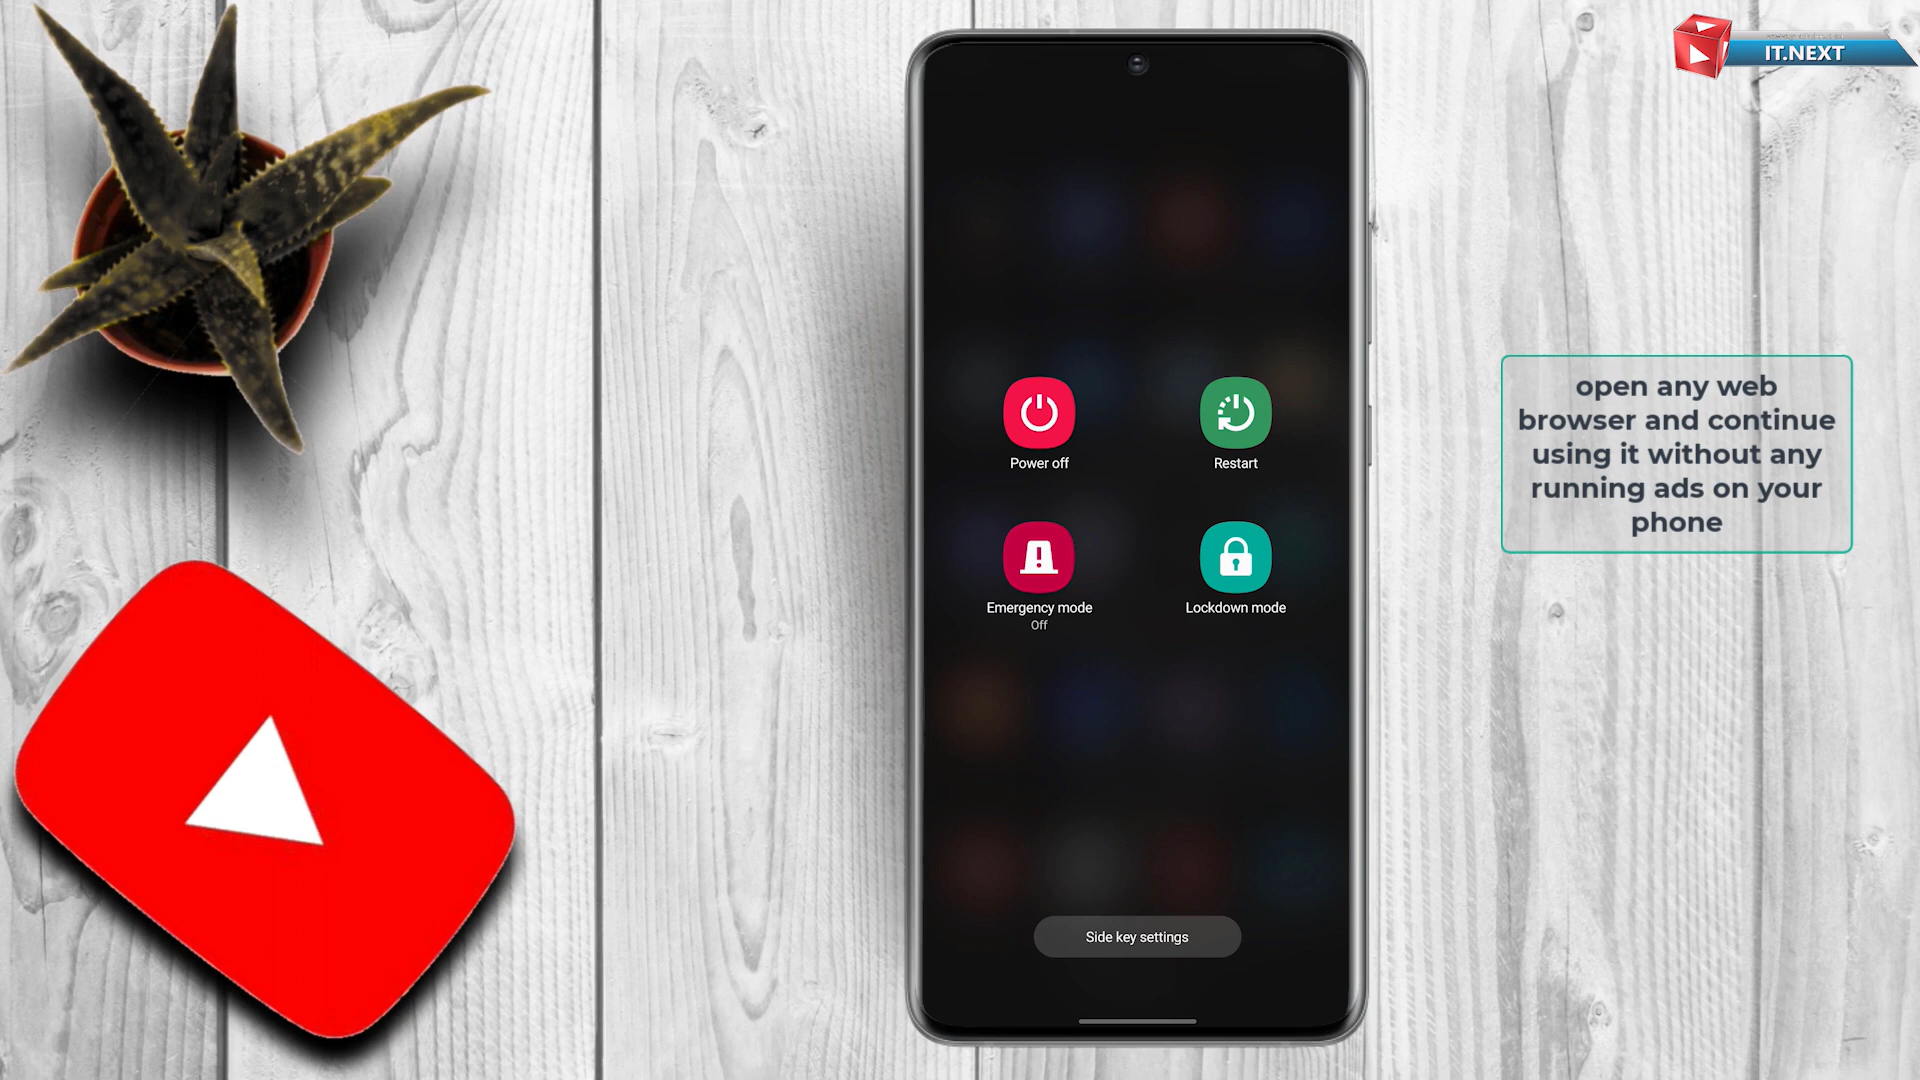 IT.NEXT
open any web
browser and continue
using it without any
running ads on your
phone
Power off
Restart
Emergency mode
Off
Lockdown mode
Side key settings